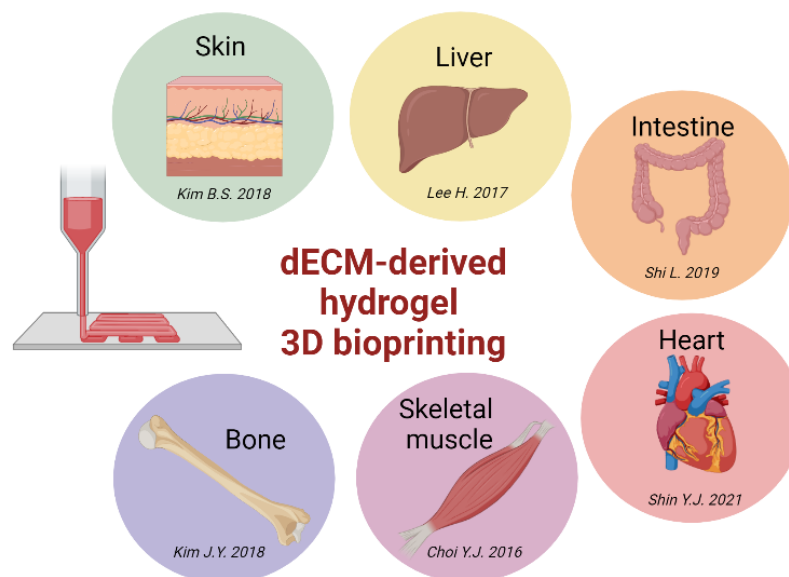 Skin
Kim B.S. 2018
Liver
Lee H. 2017
Intestine
Shi L. 2019
dECM-derived
hydrogel
3D bioprinting
Heart
Shin Y.J. 2021
Bone
Kim J.Y. 2018
Skeletal
muscle
Choi Y.J. 2016